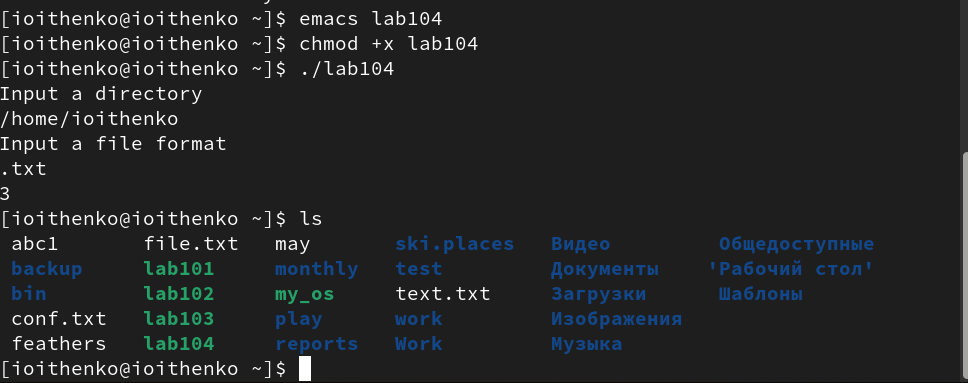 [ioithenko@ioithenko ~]$ emacs lab104
[ioithenko@ioithenko ~]$ chmod +x lab104
[ioithenko@ioithenko ~]$ ./lab104
Input a directory
/home/ioithenko
Input a file format
.txt
3
[ioithenko@ioithenko ~]$ ls
abc1 file.txt may ski.places Видео Общедоступные
backup lab101 monthly test Документы 'Рабочий стол'
bin lab102 my_os text.txt Загрузки Шаблоны
conf.txt lab103 play work Изображения
feathers lab104 reports Work Музыка
[ioithenko@ioithenko ~]$